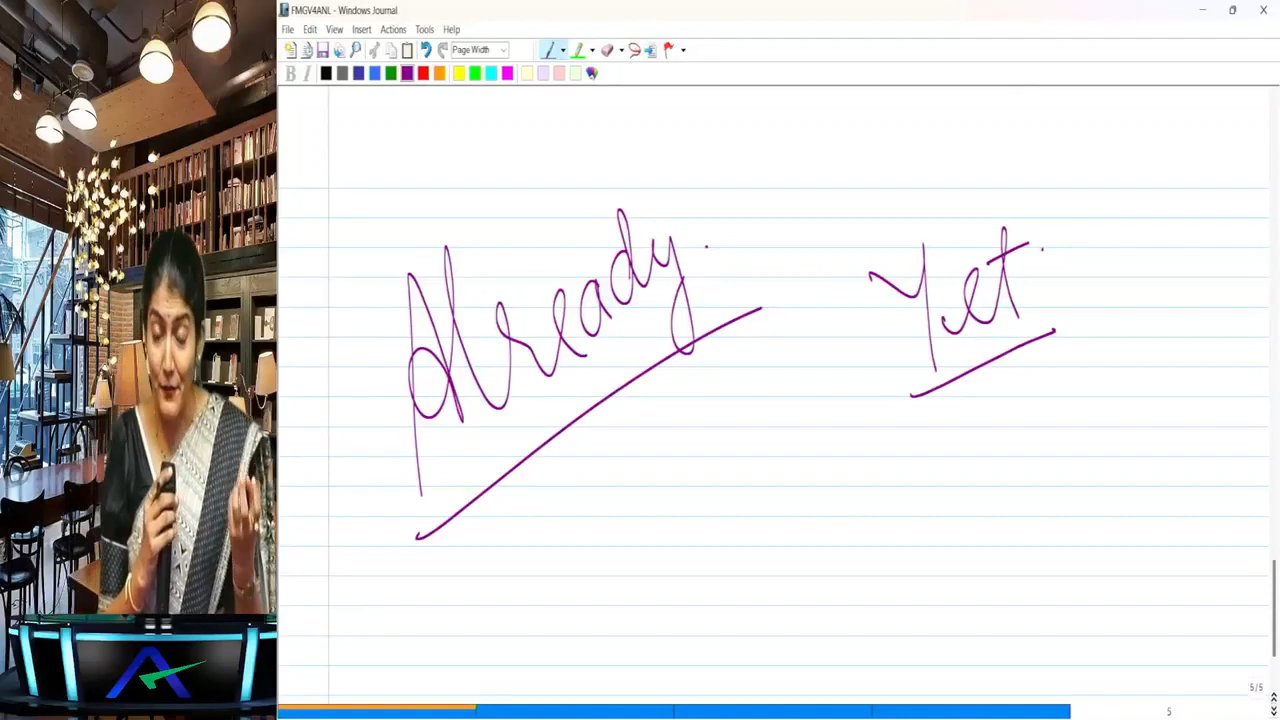 FMGV4ANL - Windows Journal
File Edit View Insert Actions Tools Help
Page Width
B I
Already. Yet.
5/5
5